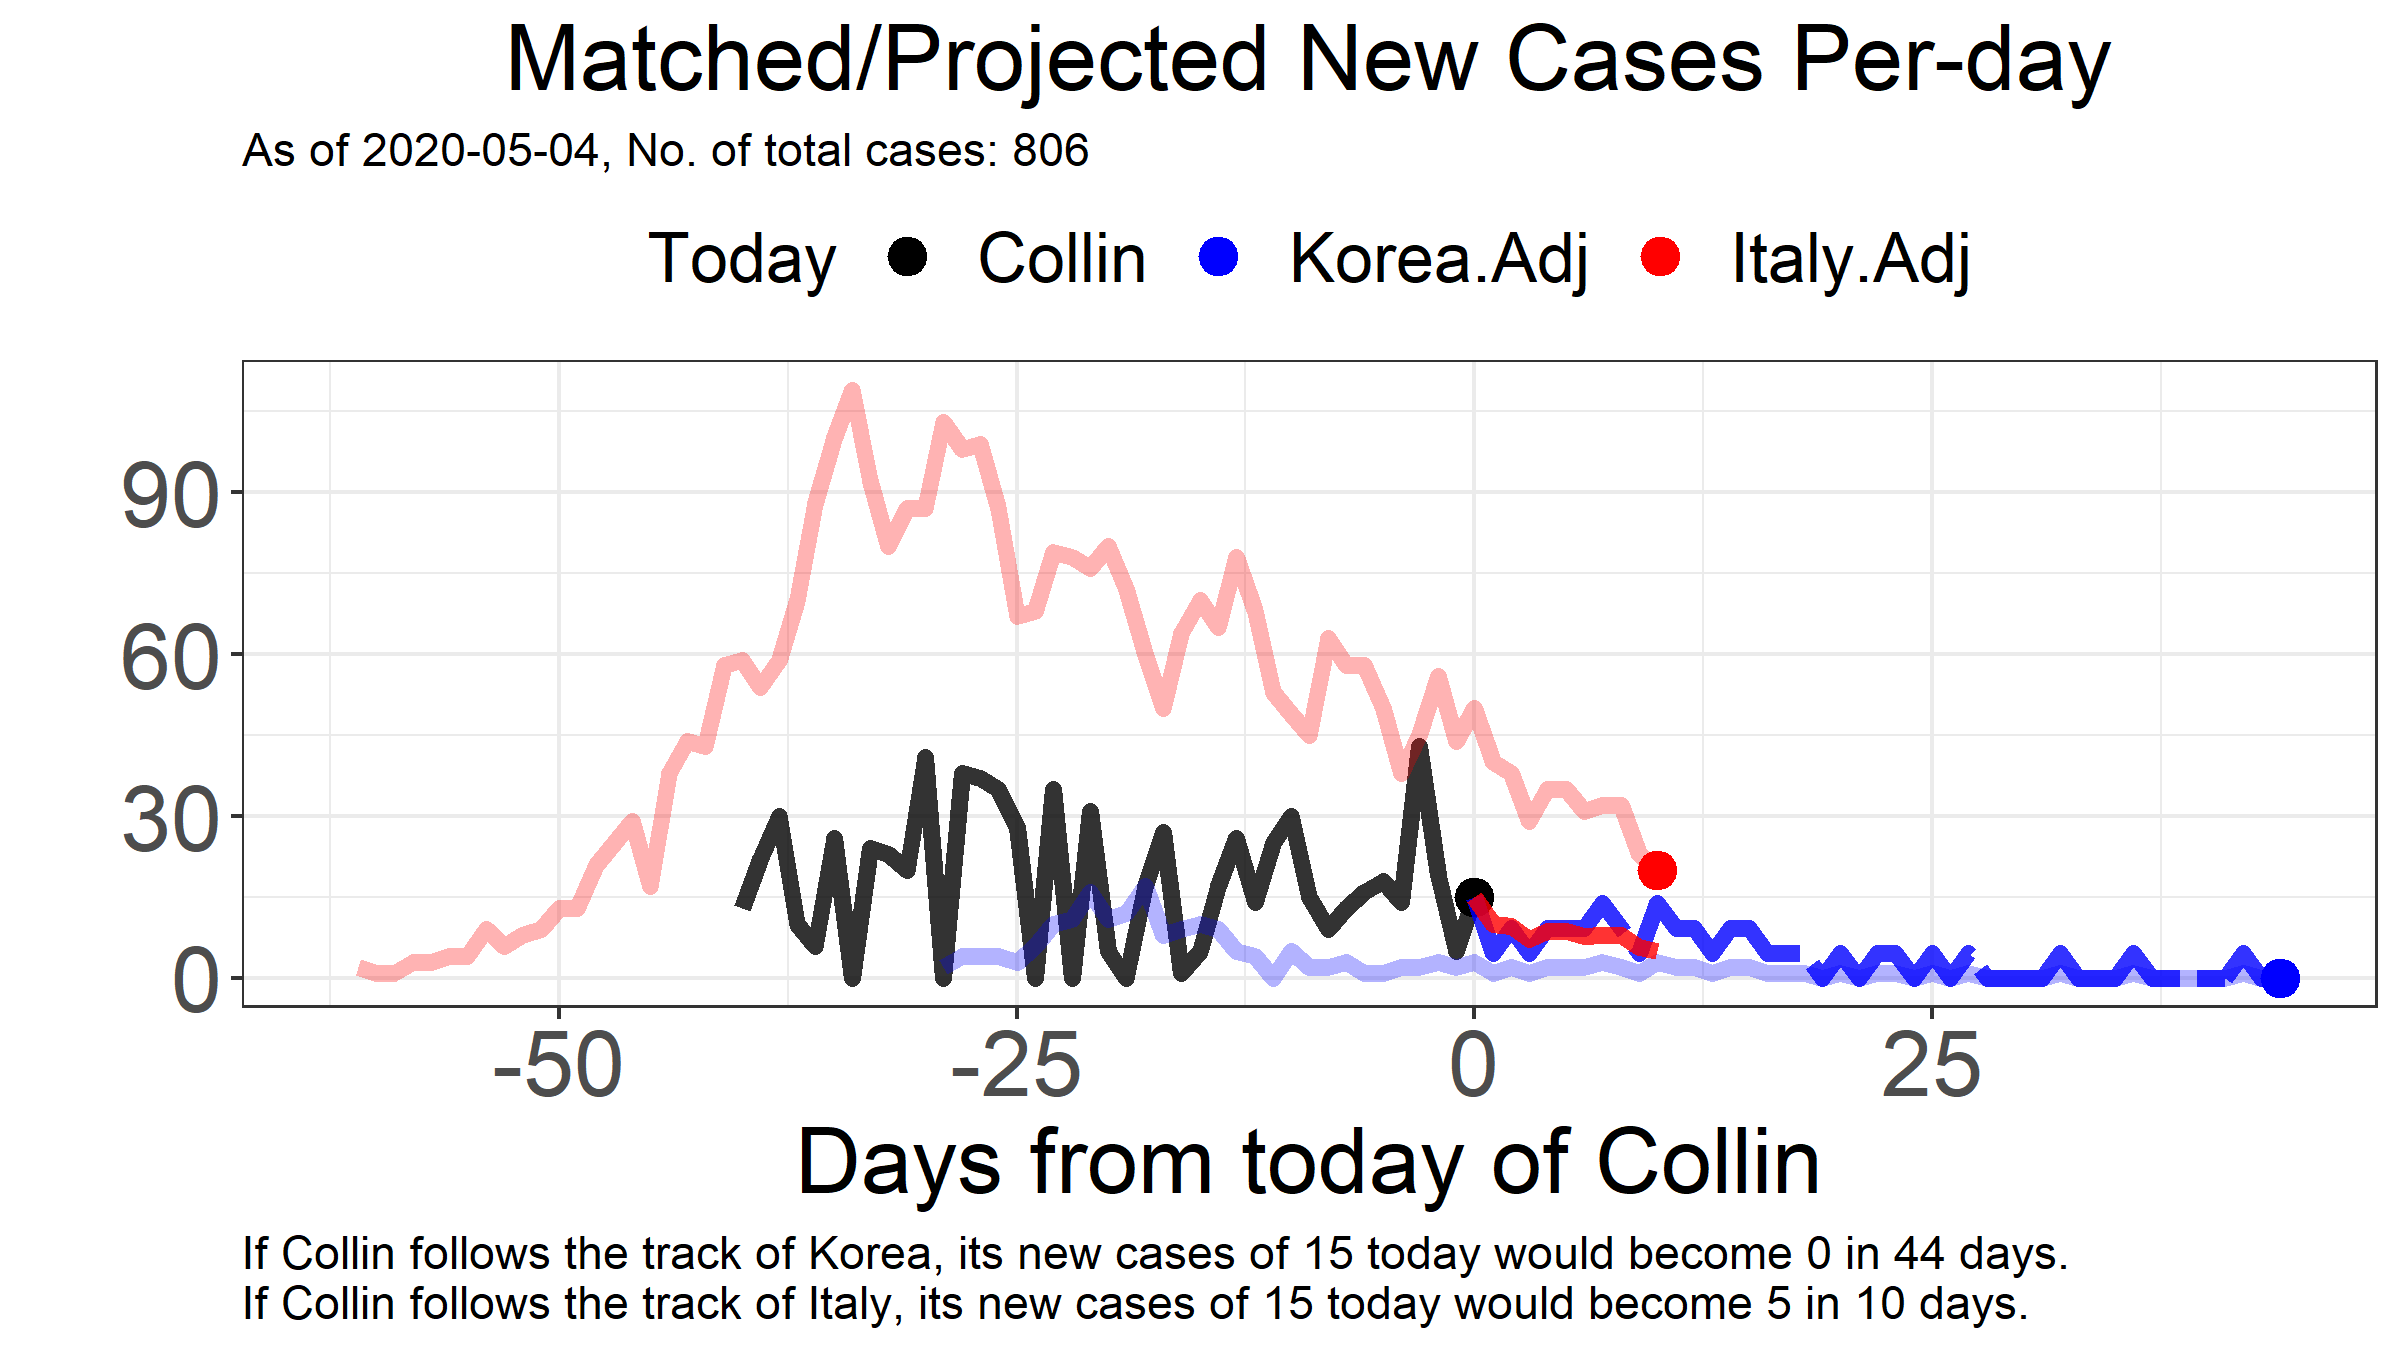 Matched/Projected New Cases Per-day
As of 2020-05-04, No. of total cases: 806
Today Collin Korea.Adj Italy.Adj
90
60
30
0
-50 -25 0 25
Days from today of Collin
If Collin follows the track of Korea, its new cases of 15 today would become 0 in 44 days.
If Collin follows the track of Italy, its new cases of 15 today would become 5 in 10 days.